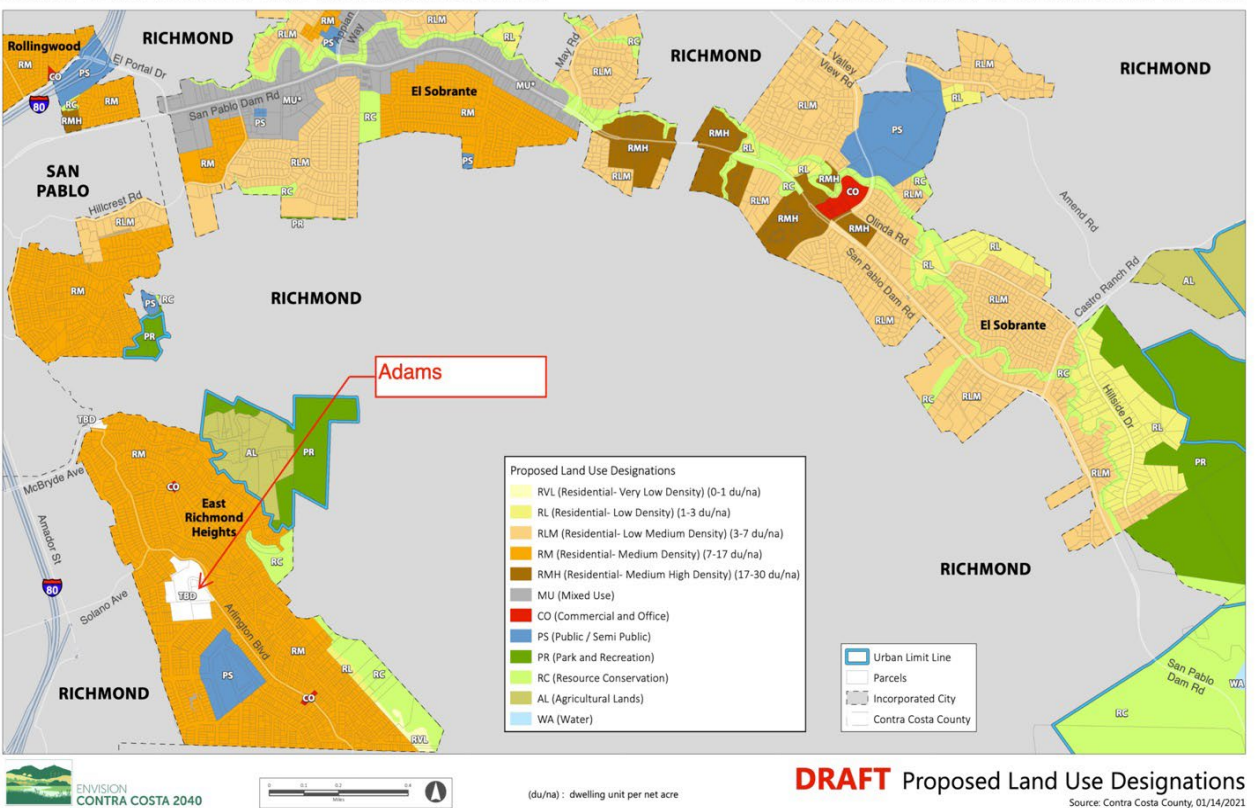 Rollingwood
RM
CO
PS
RC
RMH
RM
80
RICHMOND
El Portal Dr
RLM
RM
PS
Appian Way
RLM
RL
May Rd
RC
RLM
RICHMOND
Valley
View Rd
RLM
RLM
RL
PS
RICHMOND
San Pablo Dam Rd
MU*
MU*
PS
El Sobrante
RM
RC
PS
RM
RLM
RC
PR
RMH
RLM
RMH
RL
RL
RMH
RC
CO
RC
RLM
RLM
RMH
RMH
Olinda Rd
SAN
PABLO
Hillcrest Rd
RLM
RM
PS
RC
PR
RICHMOND
San Pablo Dam Rd
RLM
RL
RL
RLM
El Sobrante
Amend Rd
Castro Ranch Rd
AL
Adams
RC
RC
RLM
Hillside Dr
RL
PR
RLM
TBD
RM
McBryde Ave
CO
AL
PR
East
Richmond
Heights
RC
Amador St
80
Solano Ave
TBD
Arlington Blvd
RM
PS
CO
RL
RC
RVL
RICHMOND
RICHMOND
San Pablo
Dam Rd
WA
RC
Proposed Land Use Designations
RVL (Residential- Very Low Density) (0-1 du/na)
RL (Residential- Low Density) (1-3 du/na)
RLM (Residential- Low Medium Density) (3-7 du/na)
RM (Residential- Medium Density) (7-17 du/na)
RMH (Residential- Medium High Density) (17-30 du/na)
MU (Mixed Use)
CO (Commercial and Office)
PS (Public / Semi Public)
PR (Park and Recreation)
RC (Resource Conservation)
AL (Agricultural Lands)
WA (Water)
Urban Limit Line
Parcels
Incorporated City
Contra Costa County
ENVISION
CONTRA COSTA 2040
0 0.1 0.2 0.4
Miles
(du/na) : dwelling unit per net acre
DRAFT Proposed Land Use Designations
Source: Contra Costa County, 01/14/2021